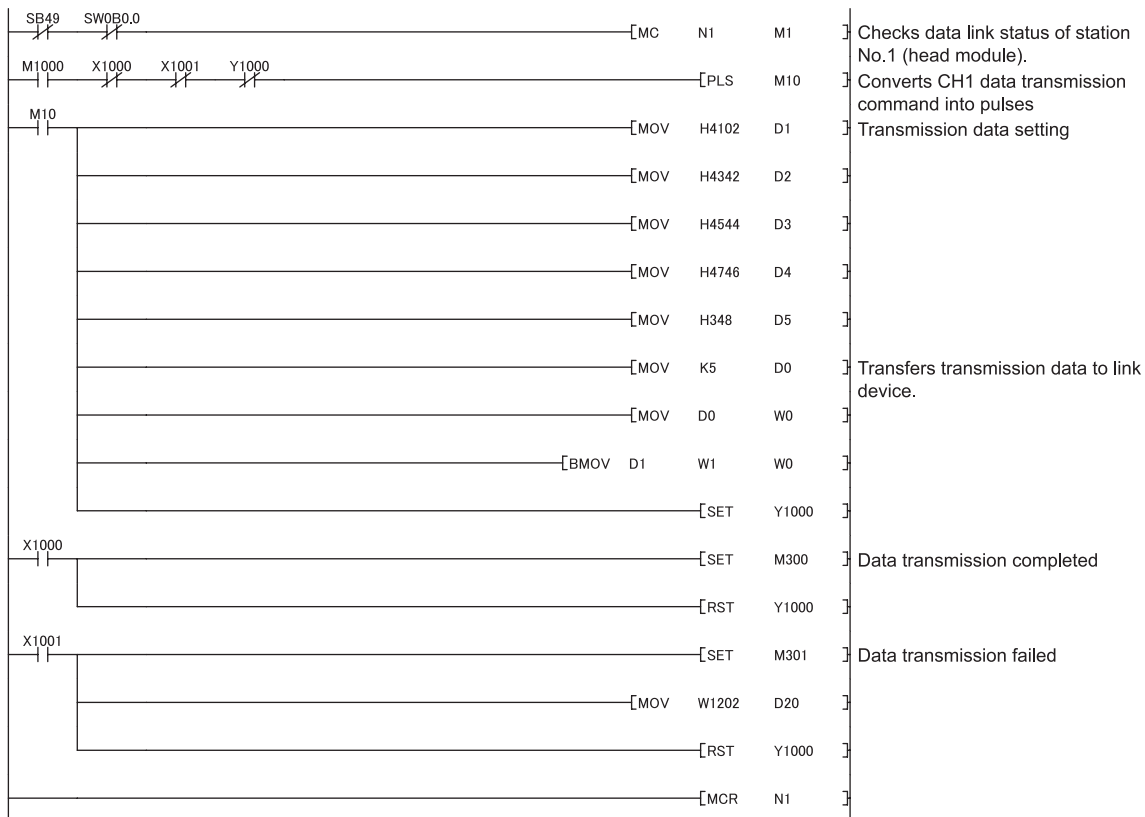 SB49 SW0B0.0
[MC N1 M1] Checks data link status of station
No.1 (head module).
M1000 X1000 X1001 Y1000
[PLS M10] Converts CH1 data transmission
command into pulses
M10
[MOV H4102 D1] Transmission data setting
[MOV H4342 D2]
[MOV H4544 D3]
[MOV H4746 D4]
[MOV H348 D5]
[MOV K5 D0] Transfers transmission data to link
device.
[MOV D0 W0]
[BMOV D1 W1 W0]
[SET Y1000]
X1000
[SET M300] Data transmission completed
[RST Y1000]
X1001
[SET M301] Data transmission failed
[MOV W1202 D20]
[RST Y1000]
[MCR N1]